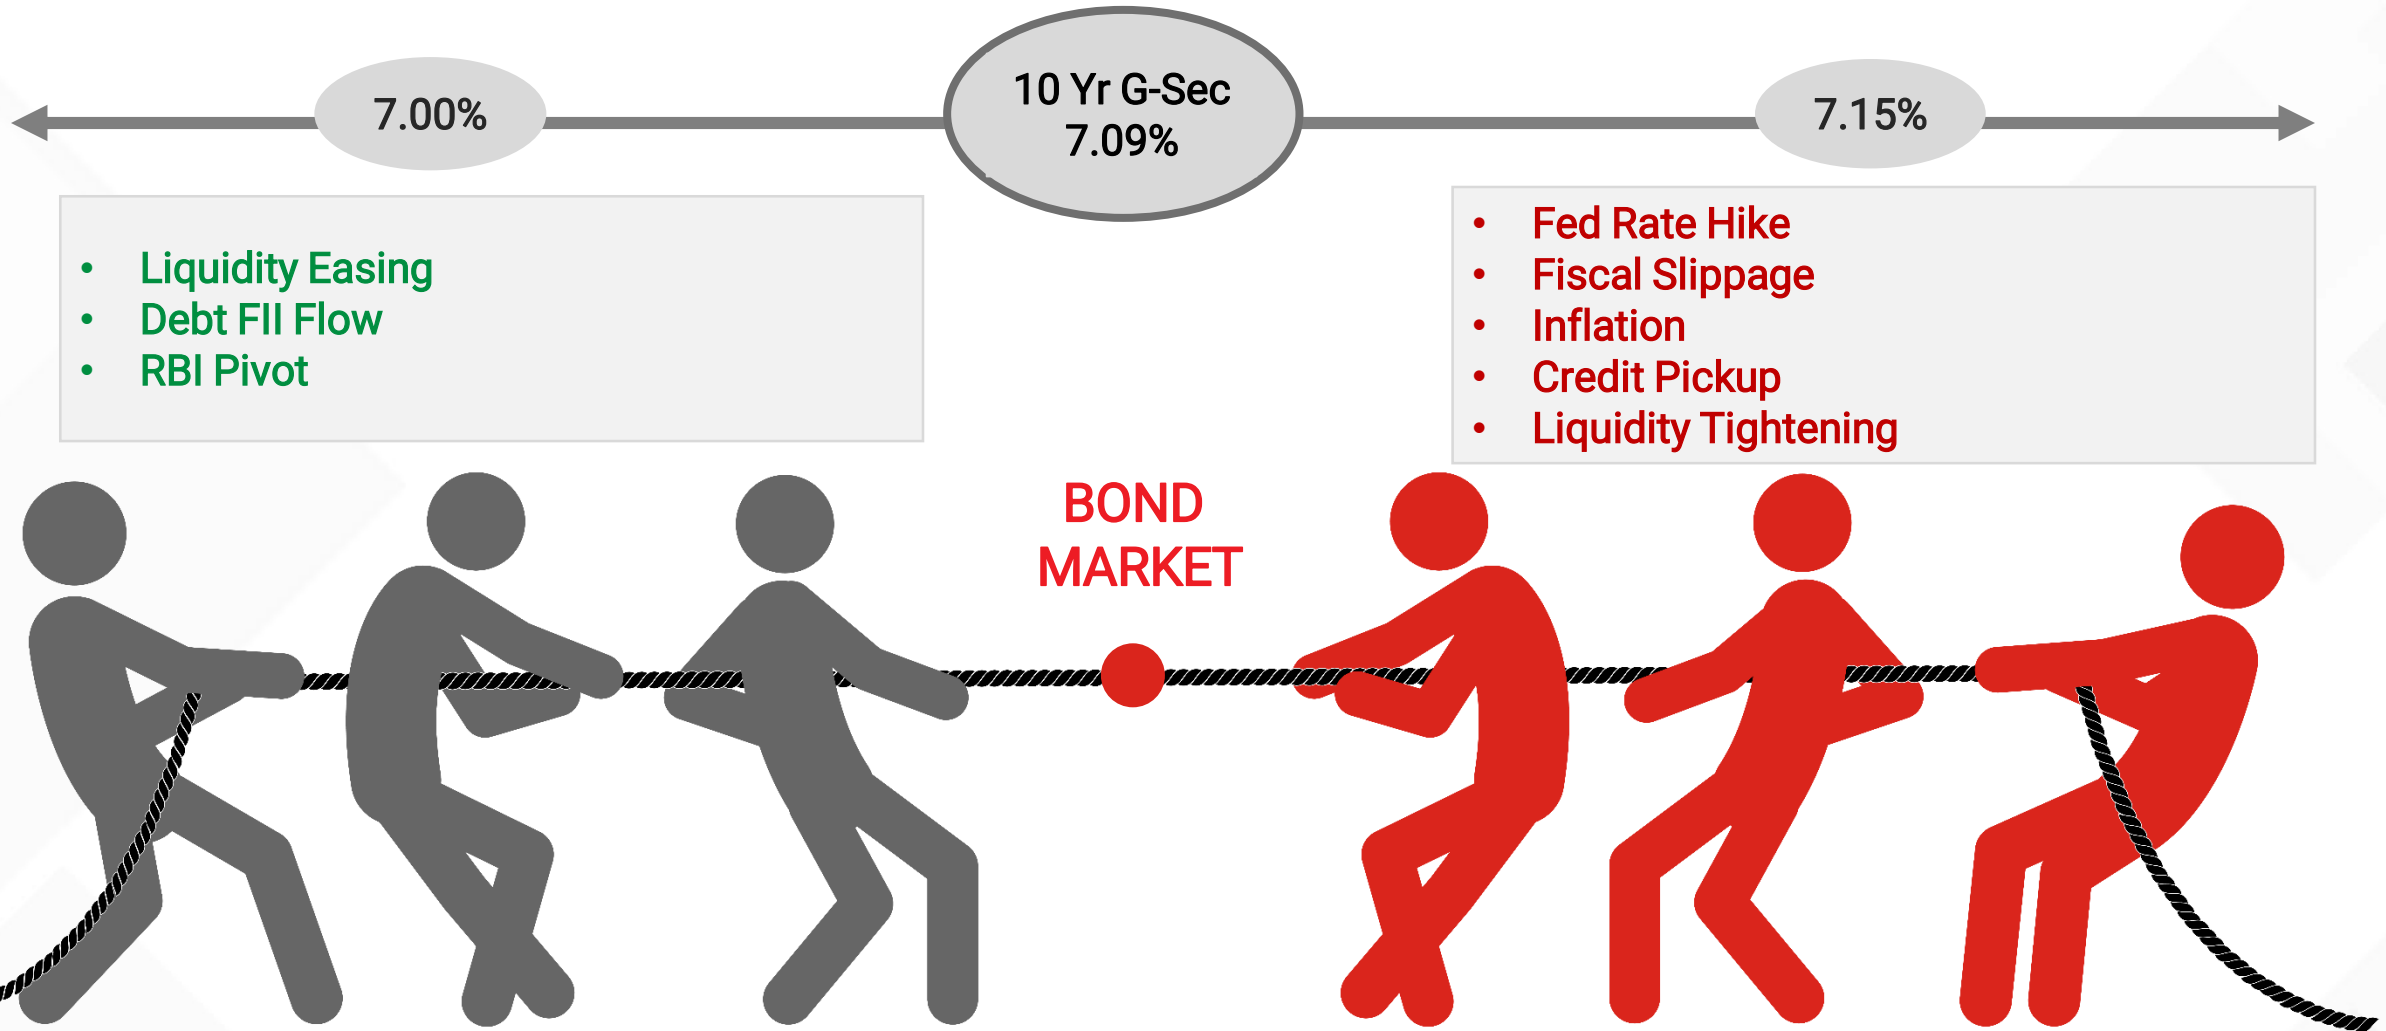 7.00%
10 Yr G-Sec
7.09%
7.15%
• Liquidity Easing
• Debt FII Flow
• RBI Pivot
• Fed Rate Hike
• Fiscal Slippage
• Inflation
• Credit Pickup
• Liquidity Tightening
BOND
MARKET